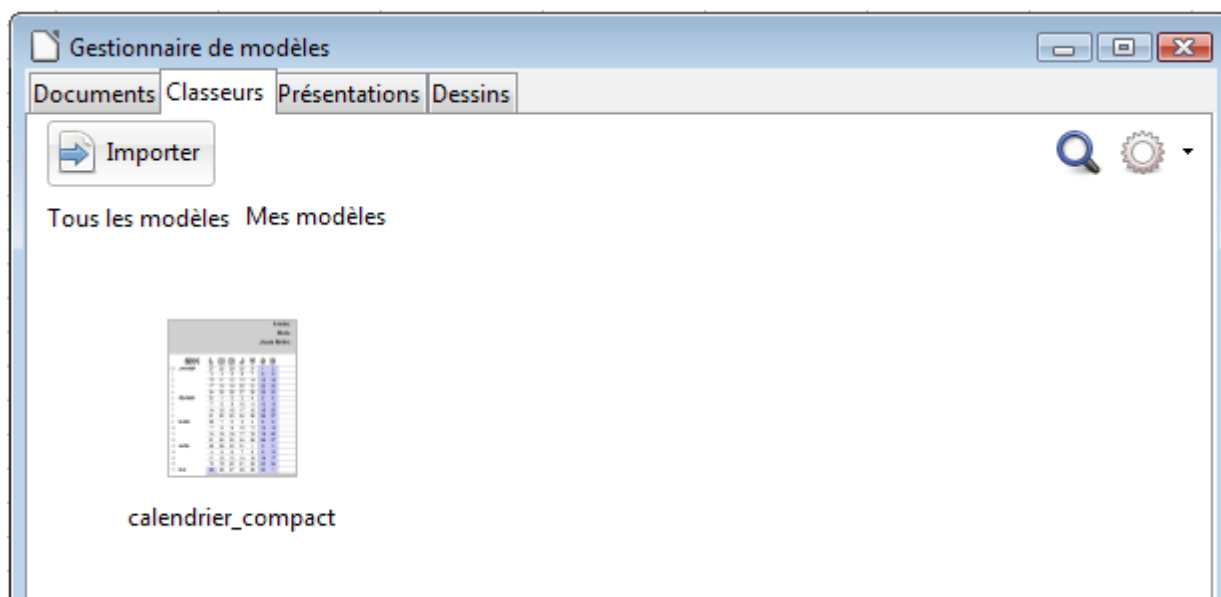 Gestionnaire de modèles
Documents Classeurs Présentations Dessins
Importer
Tous les modèles Mes modèles
calendrier_compact